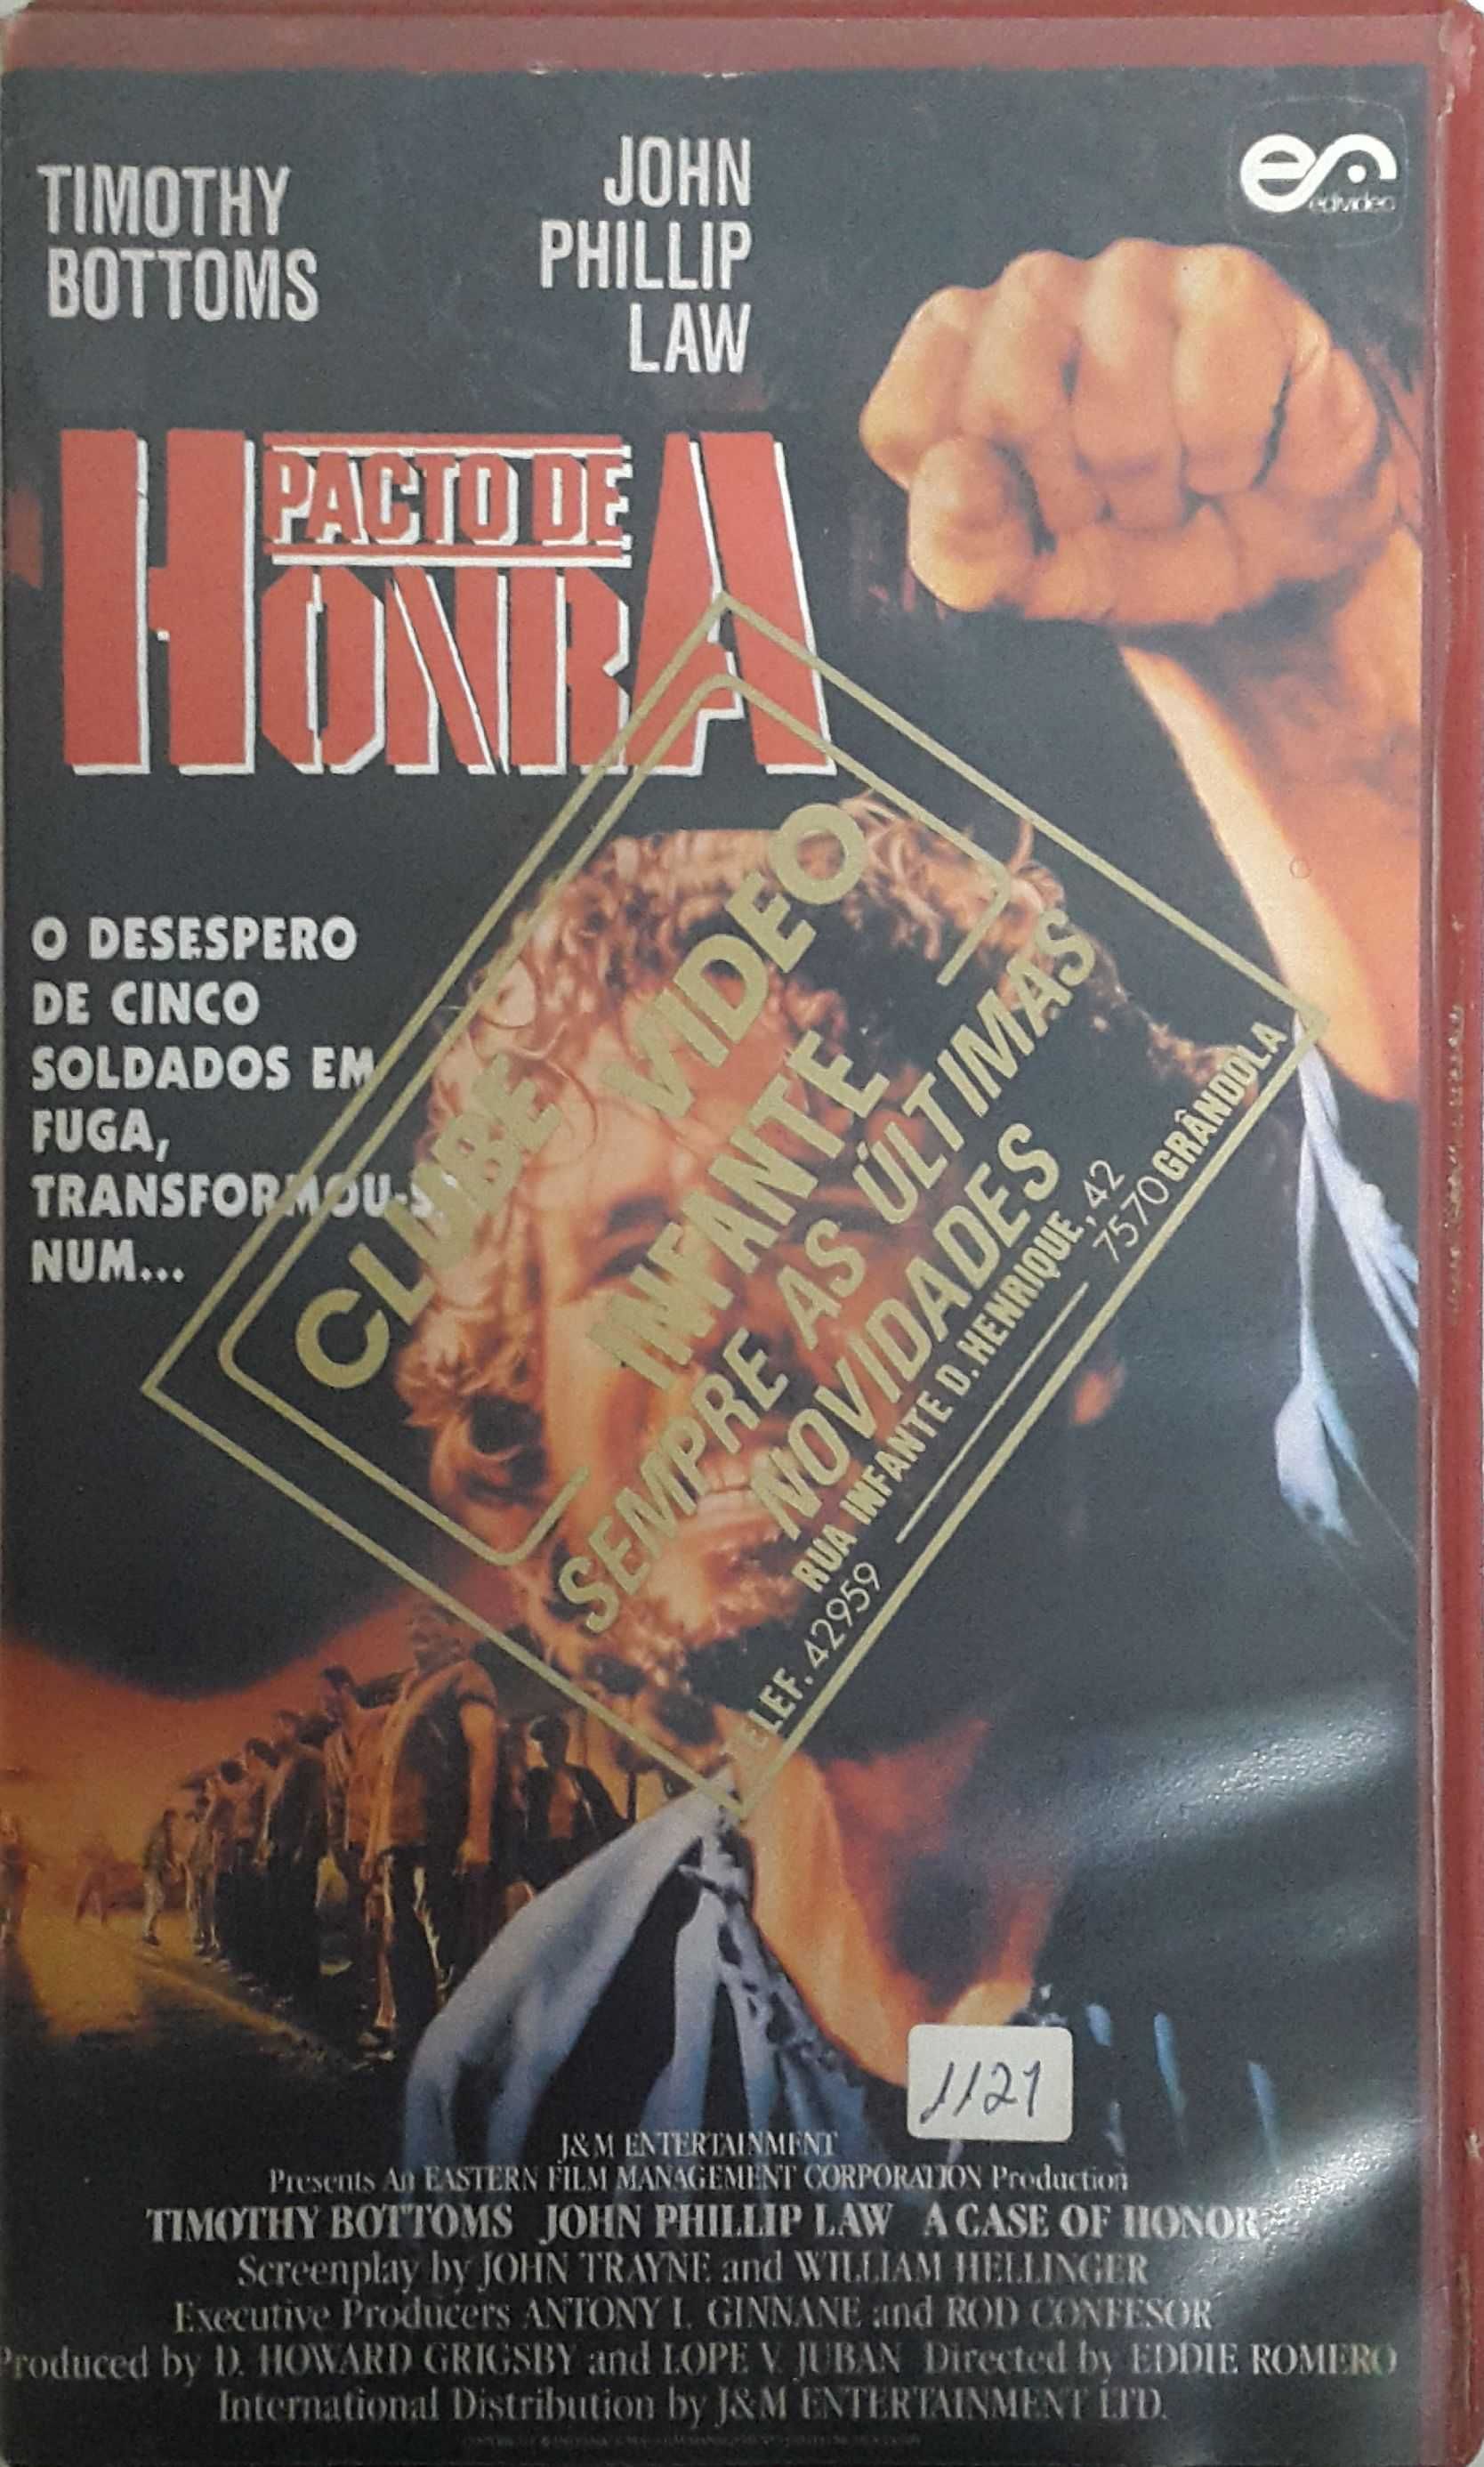 TIMOTHY
BOTTOMS
JOHN
PHILLIP
LAW
edivideo
PACTO DE
HONRA
O DESESPERO
DE CINCO
SOLDADOS EM
FUGA,
TRANSFORMOU-S
NUM...
CLUBE VIDEO
INFANTE
SEMPRE AS ÚLTIMAS
NOVIDADES
RUA INFANTE D. HENRIQUE, 42
TELEF. 42959 7570 GRÂNDOLA
1121
J&M ENTERTAINMENT
Presents An EASTERN FILM MANAGEMENT CORPORATION Production
TIMOTHY BOTTOMS JOHN PHILLIP LAW A CASE OF HONOR
Screenplay by JOHN TRAYNE and WILLIAM HELLINGER
Executive Producers ANTONY I. GINNANE and ROD CONFESOR
Produced by D. HOWARD GRIGSBY and LOPE V. JUBAN Directed by EDDIE ROMERO
International Distribution by J&M ENTERTAINMENT LTD.